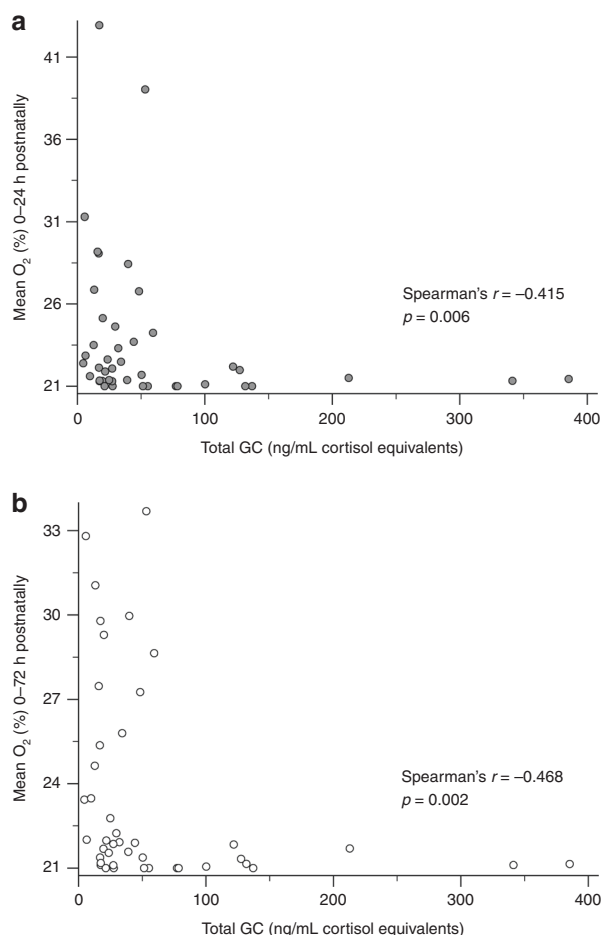 a
41
36
31
26
21
Mean O₂ (%) 0–24 h postnatally
Spearman's r = –0.415
p = 0.006
0 100 200 300 400
Total GC (ng/mL cortisol equivalents)
b
33
30
27
24
21
Mean O₂ (%) 0–72 h postnatally
Spearman's r = –0.468
p = 0.002
0 100 200 300 400
Total GC (ng/mL cortisol equivalents)